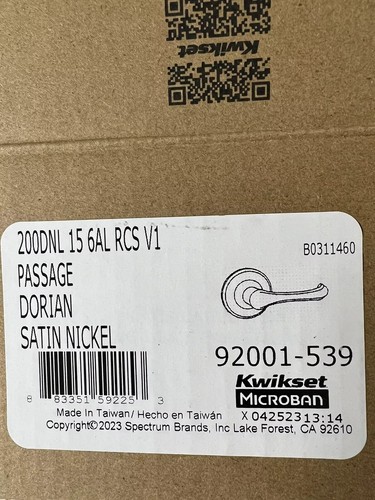 Kwikset
200DNL 15 6AL RCS V1
B0311460
PASSAGE
DORIAN
SATIN NICKEL
92001-539
8 83351 59225 3
Kwikset
MICROBAN
Made In Taiwan/ Hecho en Taiwán
X 04252313:14
Copyright©2023 Spectrum Brands, Inc Lake Forest, CA 92610